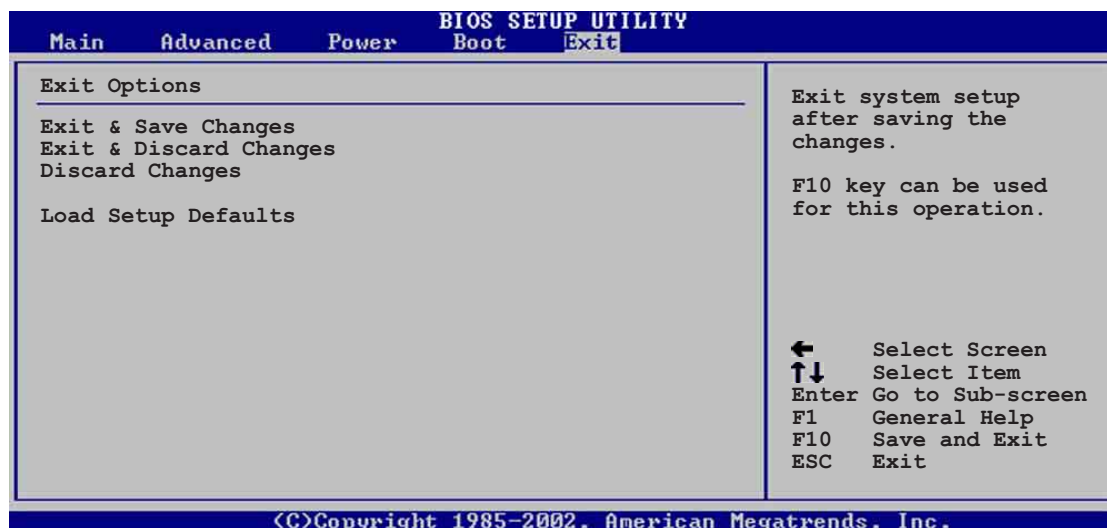 BIOS SETUP UTILITY
Main Advanced Power Boot Exit
Exit Options
Exit & Save Changes
Exit & Discard Changes
Discard Changes
Load Setup Defaults
Exit system setup
after saving the
changes.
F10 key can be used
for this operation.
← Select Screen
↑↓ Select Item
Enter Go to Sub-screen
F1 General Help
F10 Save and Exit
ESC Exit
(C)Copyright 1985-2002, American Megatrends, Inc.